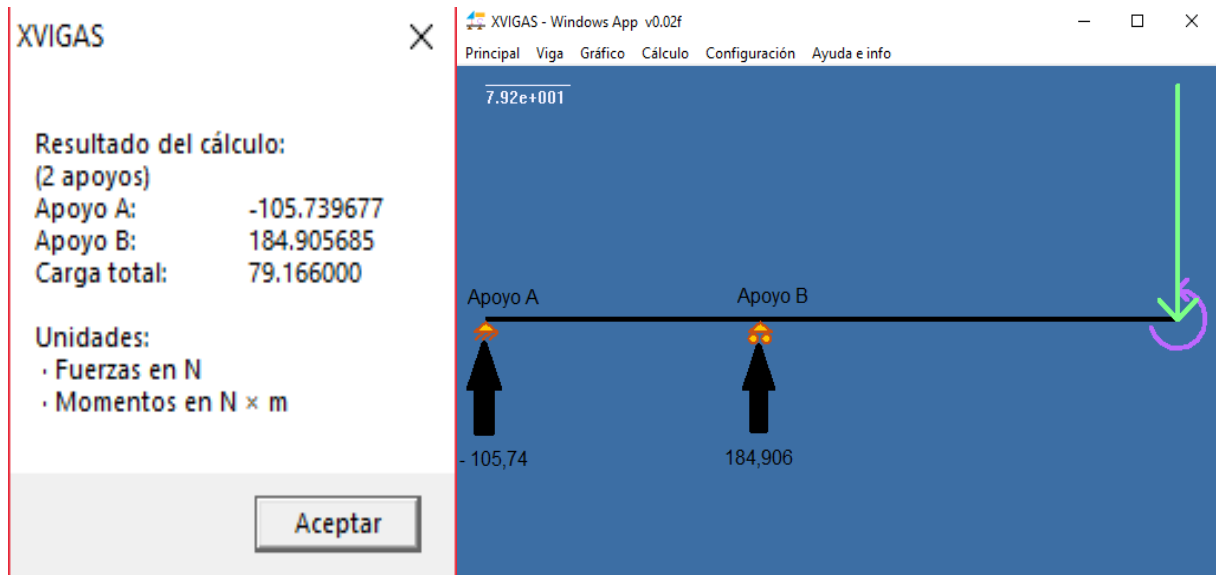 XVIGAS
Resultado del cálculo:
(2 apoyos)
Apoyo A: -105.739677
Apoyo B: 184.905685
Carga total: 79.166000
Unidades:
· Fuerzas en N
· Momentos en N × m
Aceptar
XVIGAS - Windows App v0.02f
Principal Viga Gráfico Cálculo Configuración Ayuda e info
7.92e+001
Apoyo A
Apoyo B
- 105,74
184,906